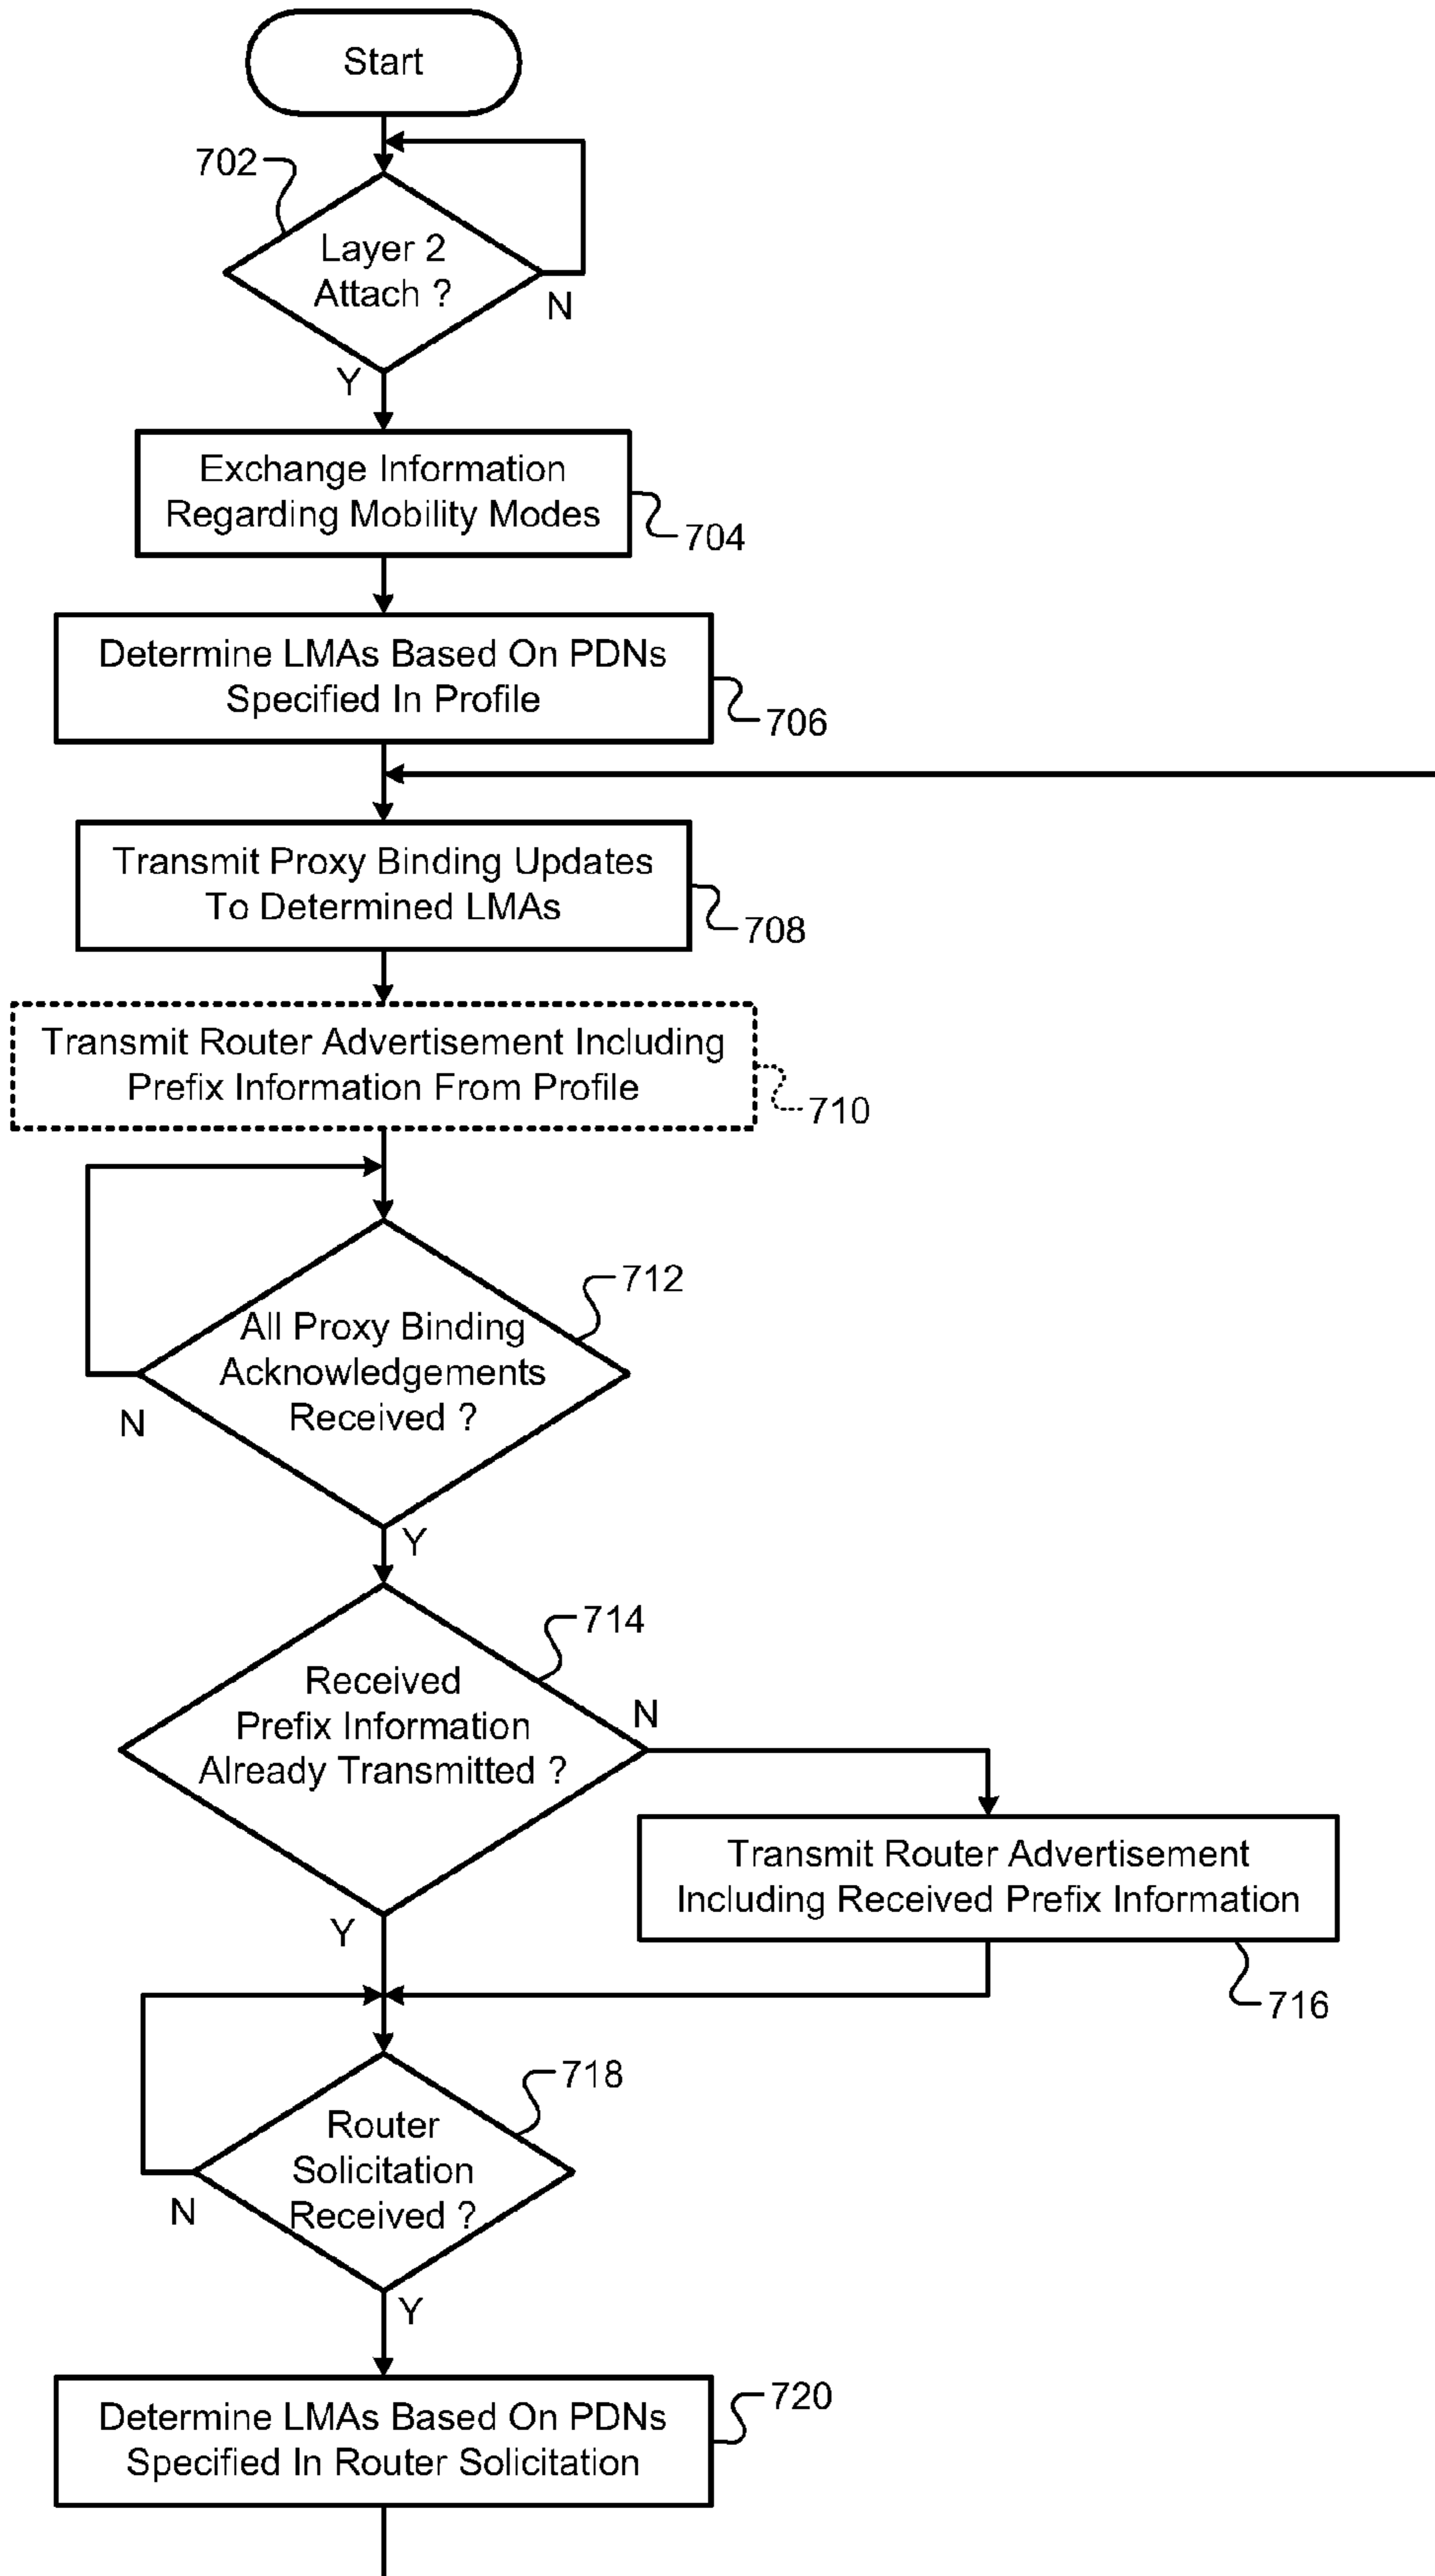 Start
702
Layer 2
Attach ?
N
Y
Exchange Information
Regarding Mobility Modes
704
Determine LMAs Based On PDNs
Specified In Profile
706
Transmit Proxy Binding Updates
To Determined LMAs
708
Transmit Router Advertisement Including
Prefix Information From Profile
710
712
All Proxy Binding
Acknowledgements
Received ?
N
Y
714
Received
Prefix Information
Already Transmitted ?
N
Y
Transmit Router Advertisement
Including Received Prefix Information
716
718
Router
Solicitation
Received ?
N
Y
720
Determine LMAs Based On PDNs
Specified In Router Solicitation